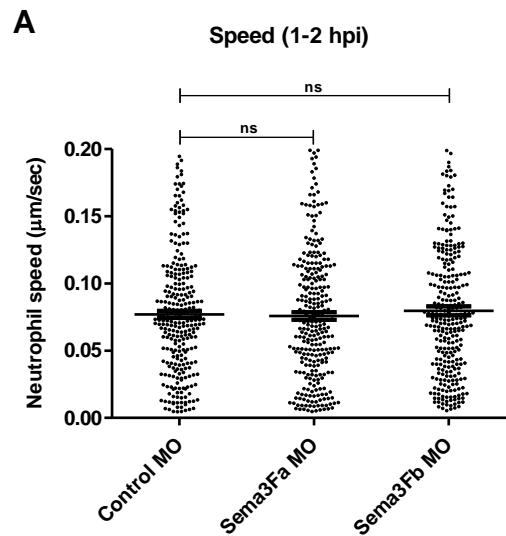 A
Speed (1-2 hpi)
ns
ns
Neutrophil speed (μm/sec)
0.20
0.15
0.10
0.05
0.00
Control MO
Sema3Fa MO
Sema3Fb MO